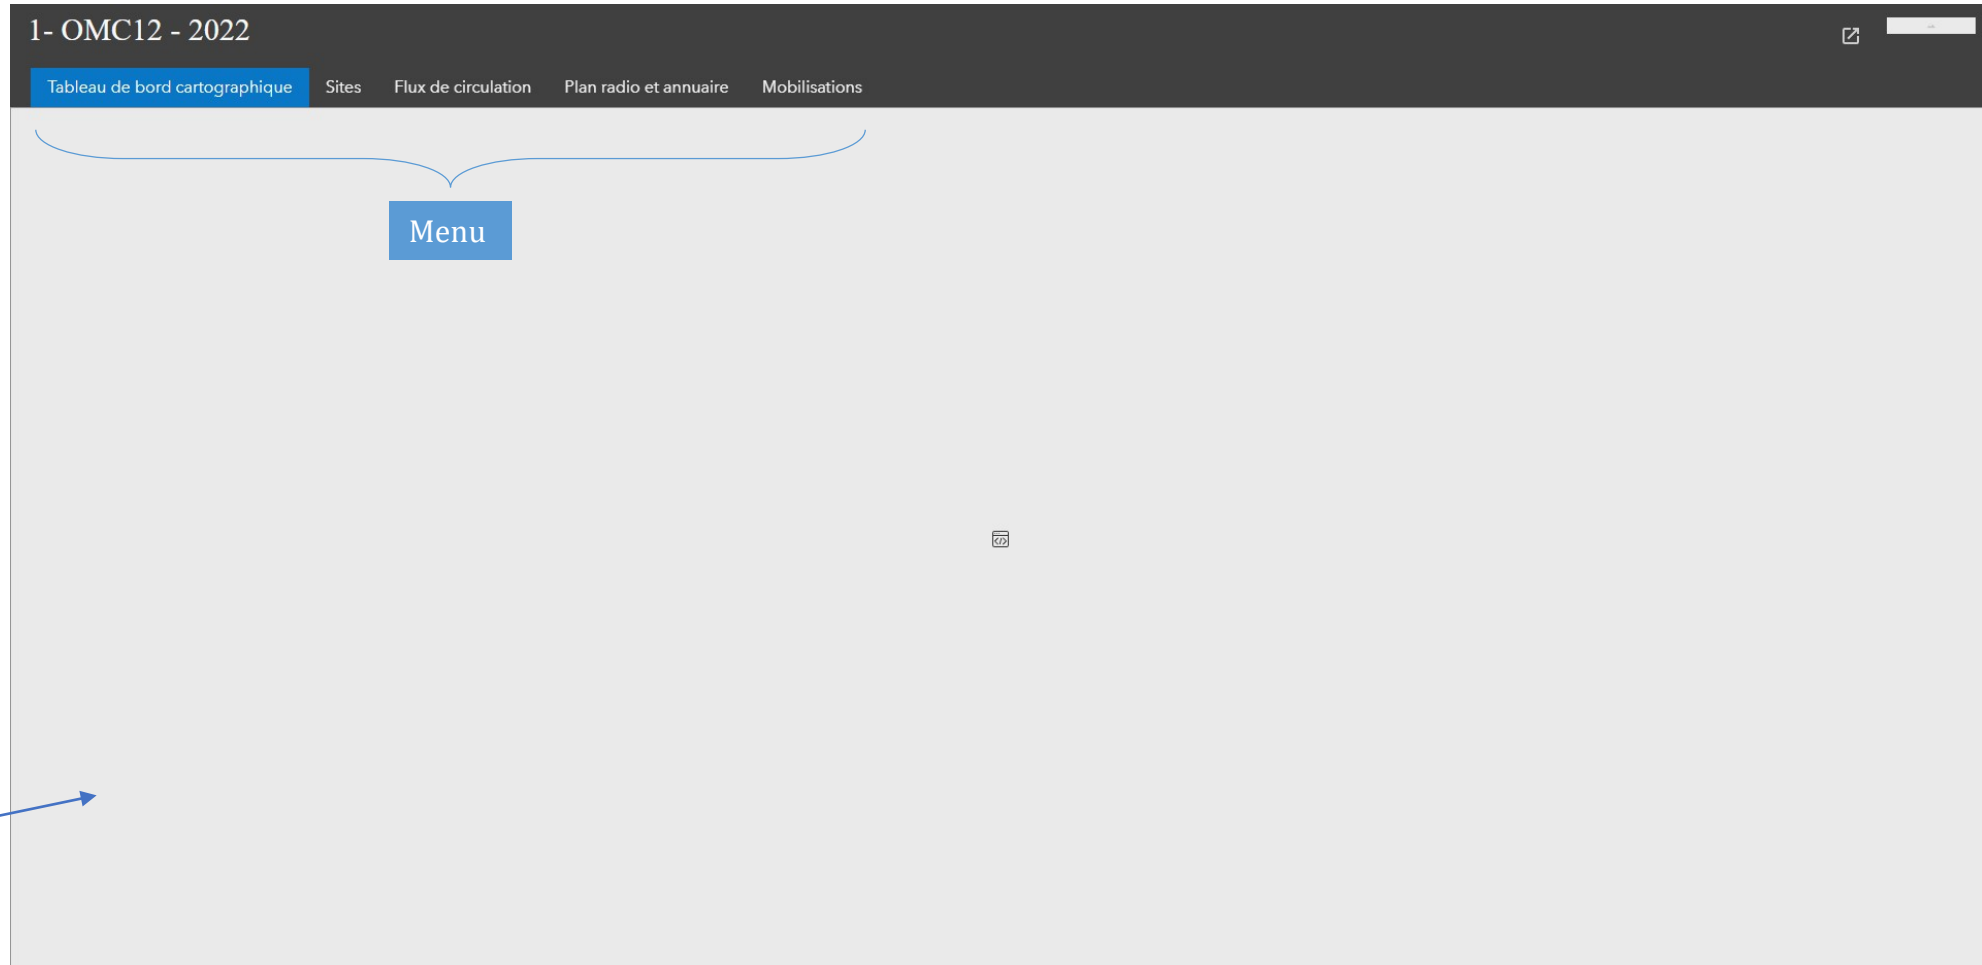 1- OMC12 - 2022
Tableau de bord cartographique Sites Flux de circulation Plan radio et annuaire Mobilisations
Menu